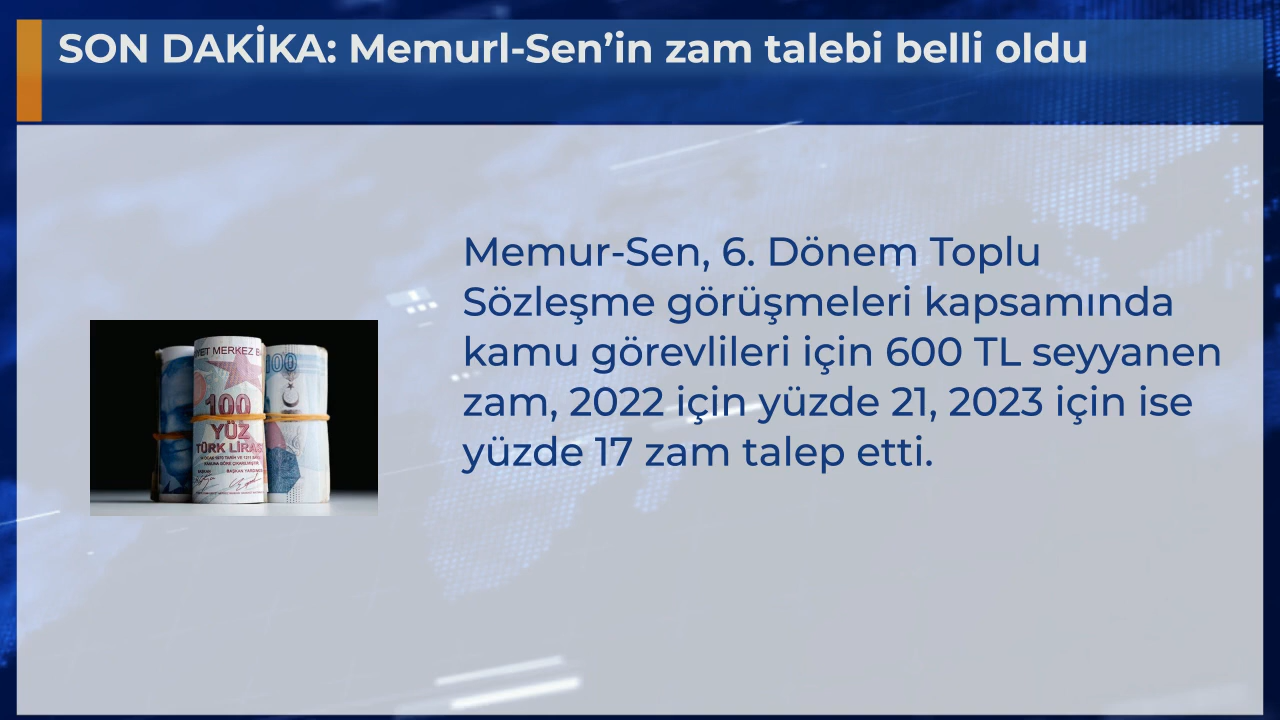 SON DAKİKA: Memurl-Sen’in zam talebi belli oldu
Memur-Sen, 6. Dönem Toplu
Sözleşme görüşmeleri kapsamında
kamu görevlileri için 600 TL seyyanen
zam, 2022 için yüzde 21, 2023 için ise
yüzde 17 zam talep etti.
MERKEZ
100
100
YÜZ
TÜRK LİRASI